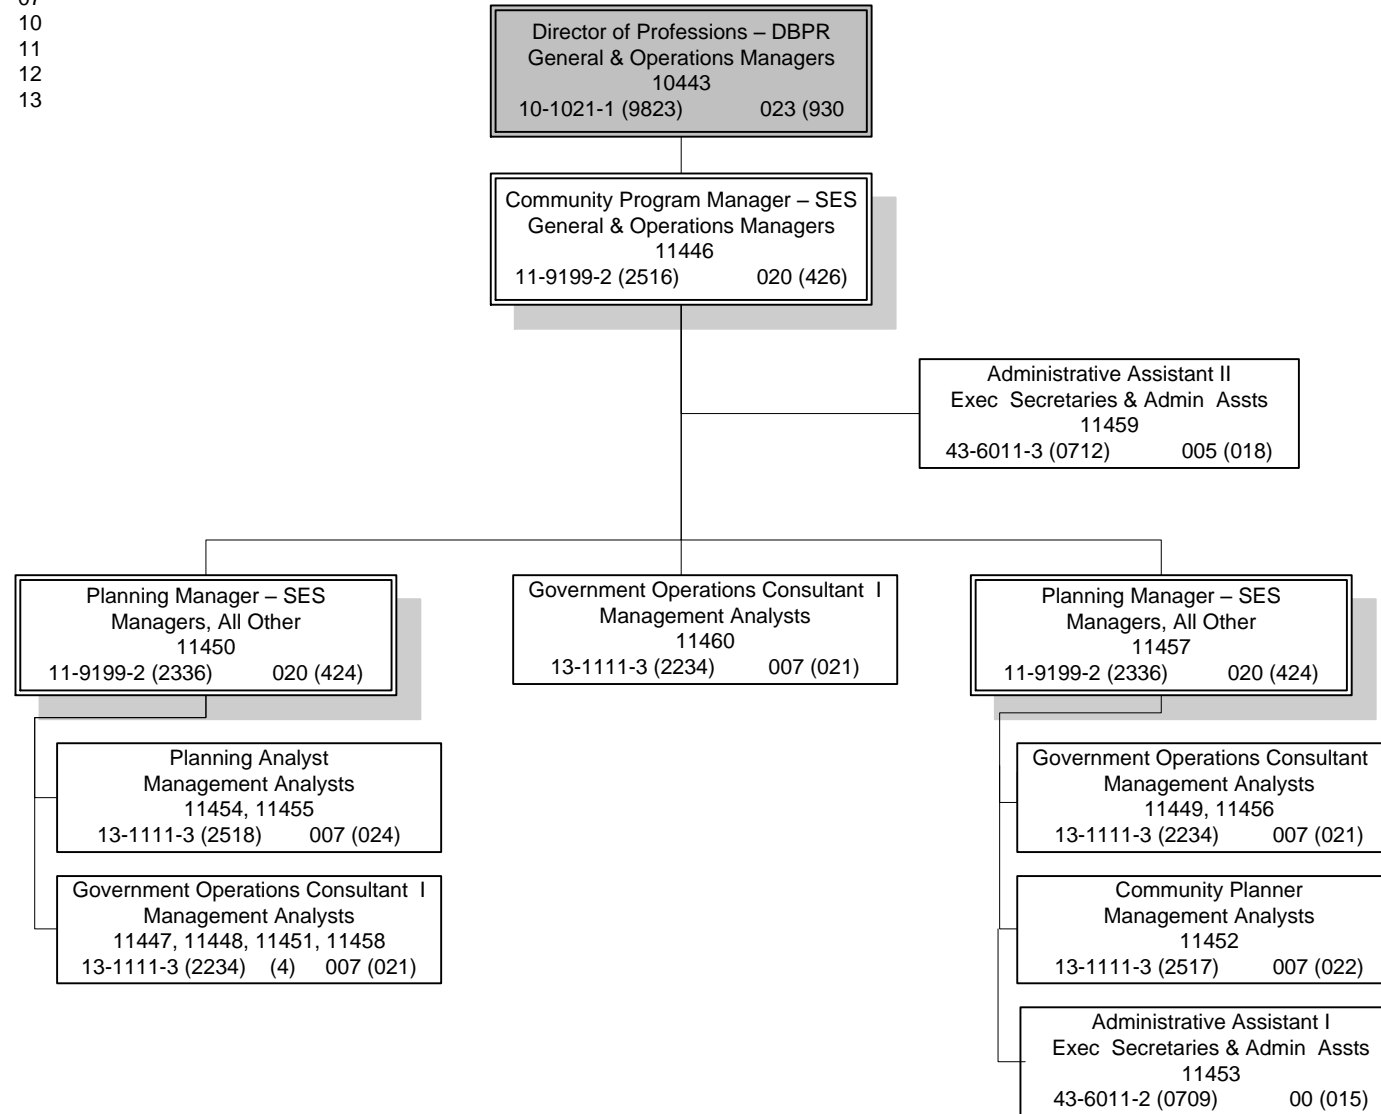 07
10
11
12
13
Director of Professions – DBPR
General & Operations Managers
10443
10-1021-1 (9823) 023 (930
Community Program Manager – SES
General & Operations Managers
11446
11-9199-2 (2516) 020 (426)
Administrative Assistant II
Exec Secretaries & Admin Assts
11459
43-6011-3 (0712) 005 (018)
Planning Manager – SES
Managers, All Other
11450
11-9199-2 (2336) 020 (424)
Government Operations Consultant I
Management Analysts
11460
13-1111-3 (2234) 007 (021)
Planning Manager – SES
Managers, All Other
11457
11-9199-2 (2336) 020 (424)
Planning Analyst
Management Analysts
11454, 11455
13-1111-3 (2518) 007 (024)
Government Operations Consultant I
Management Analysts
11447, 11448, 11451, 11458
13-1111-3 (2234) (4) 007 (021)
Government Operations Consultant
Management Analysts
11449, 11456
13-1111-3 (2234) 007 (021)
Community Planner
Management Analysts
11452
13-1111-3 (2517) 007 (022)
Administrative Assistant I
Exec Secretaries & Admin Assts
11453
43-6011-2 (0709) 00 (015)